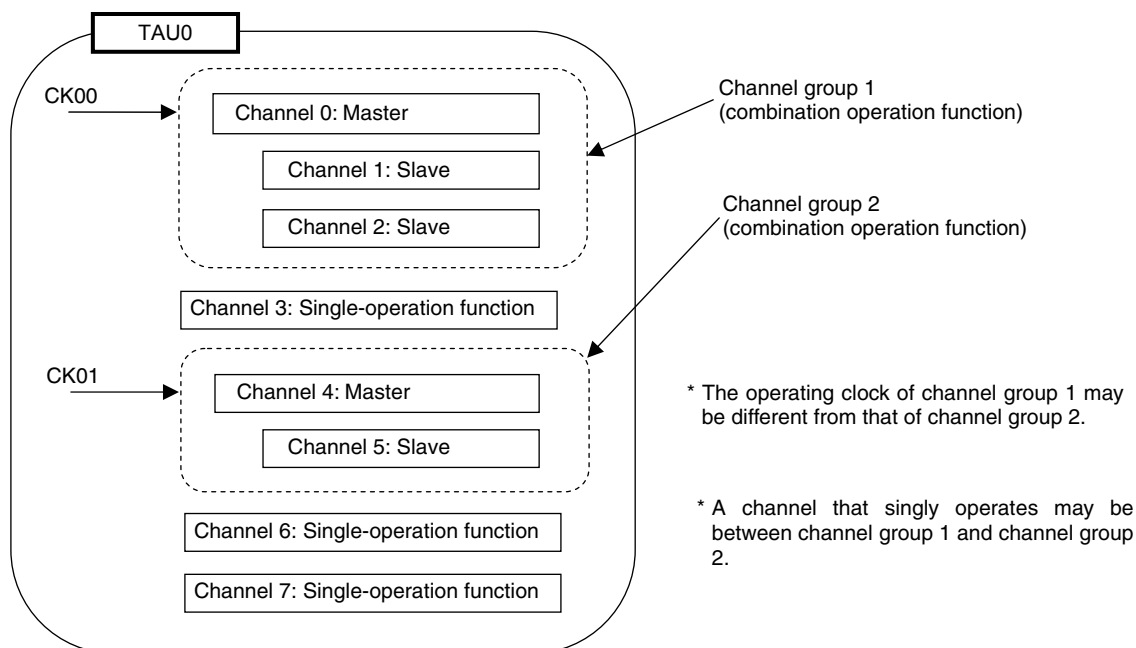 TAU0
CK00
Channel 0: Master
Channel 1: Slave
Channel 2: Slave
Channel group 1
(combination operation function)
Channel group 2
(combination operation function)
Channel 3: Single-operation function
CK01
Channel 4: Master
Channel 5: Slave
* The operating clock of channel group 1 may
be different from that of channel group 2.
Channel 6: Single-operation function
Channel 7: Single-operation function
* A channel that singly operates may be
between channel group 1 and channel group
2.